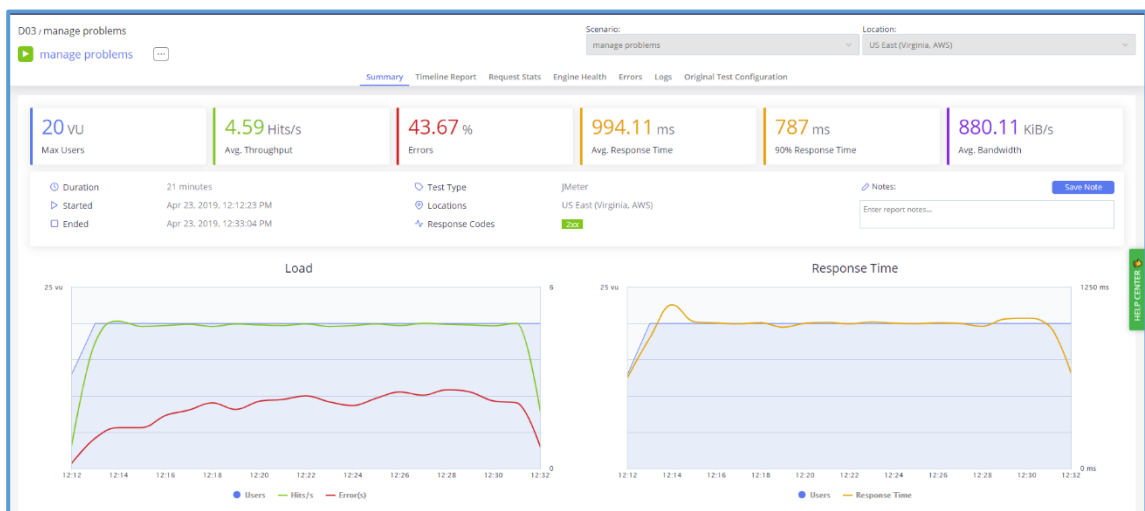 D03 / manage problems
manage problems
Scenario:
manage problems
Location:
US East (Virginia, AWS)
Summary Timeline Report Request Stats Engine Health Errors Logs Original Test Configuration
20 VU
Max Users
4.59 Hits/s
Avg. Throughput
43.67 %
Errors
994.11 ms
Avg. Response Time
787 ms
90% Response Time
880.11 KiB/s
Avg. Bandwidth
Duration 21 minutes
Started Apr 23, 2019, 12:12:23 PM
Ended Apr 23, 2019, 12:33:04 PM
Test Type JMeter
Locations US East (Virginia, AWS)
Response Codes 2xx
Notes: Save Note
Enter report notes...
Load
25 vu 6
0
12:12 12:14 12:16 12:18 12:20 12:22 12:24 12:26 12:28 12:30 12:32
Users Hits/s Error(s)
Response Time
25 vu 1250 ms
0 ms
12:12 12:14 12:16 12:18 12:20 12:22 12:24 12:26 12:28 12:30 12:32
Users Response Time
HELP CENTER